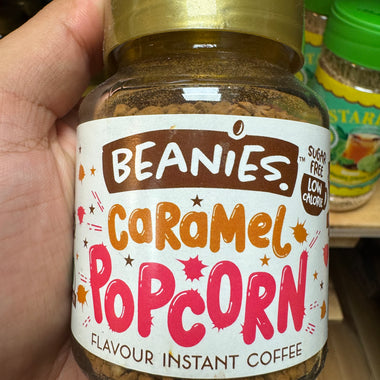 BEANIES.™
SUGAR
FREE
LOW
CALORIE
CARAMEL
POPCORN
FLAVOUR INSTANT COFFEE